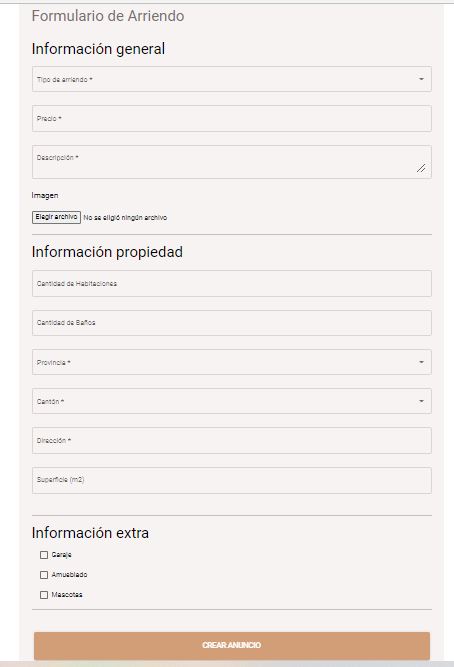 Formulario de Arriendo
Información general
Tipo de arriendo *
Precio *
Descripción *
Imagen
Elegir archivo No se eligió ningún archivo
Información propiedad
Cantidad de Habitaciones
Cantidad de Baños
Provincia *
Cantón *
Dirección *
Superficie (m2)
Información extra
Garaje
Amueblado
Mascotas
CREAR ANUNCIO